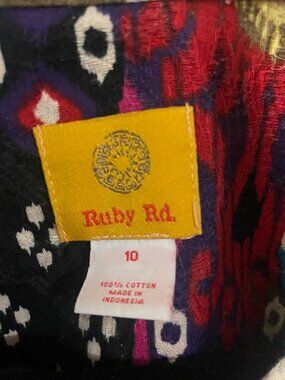 Ruby Rd.
10
100% COTTON
MADE IN
INDONESIA